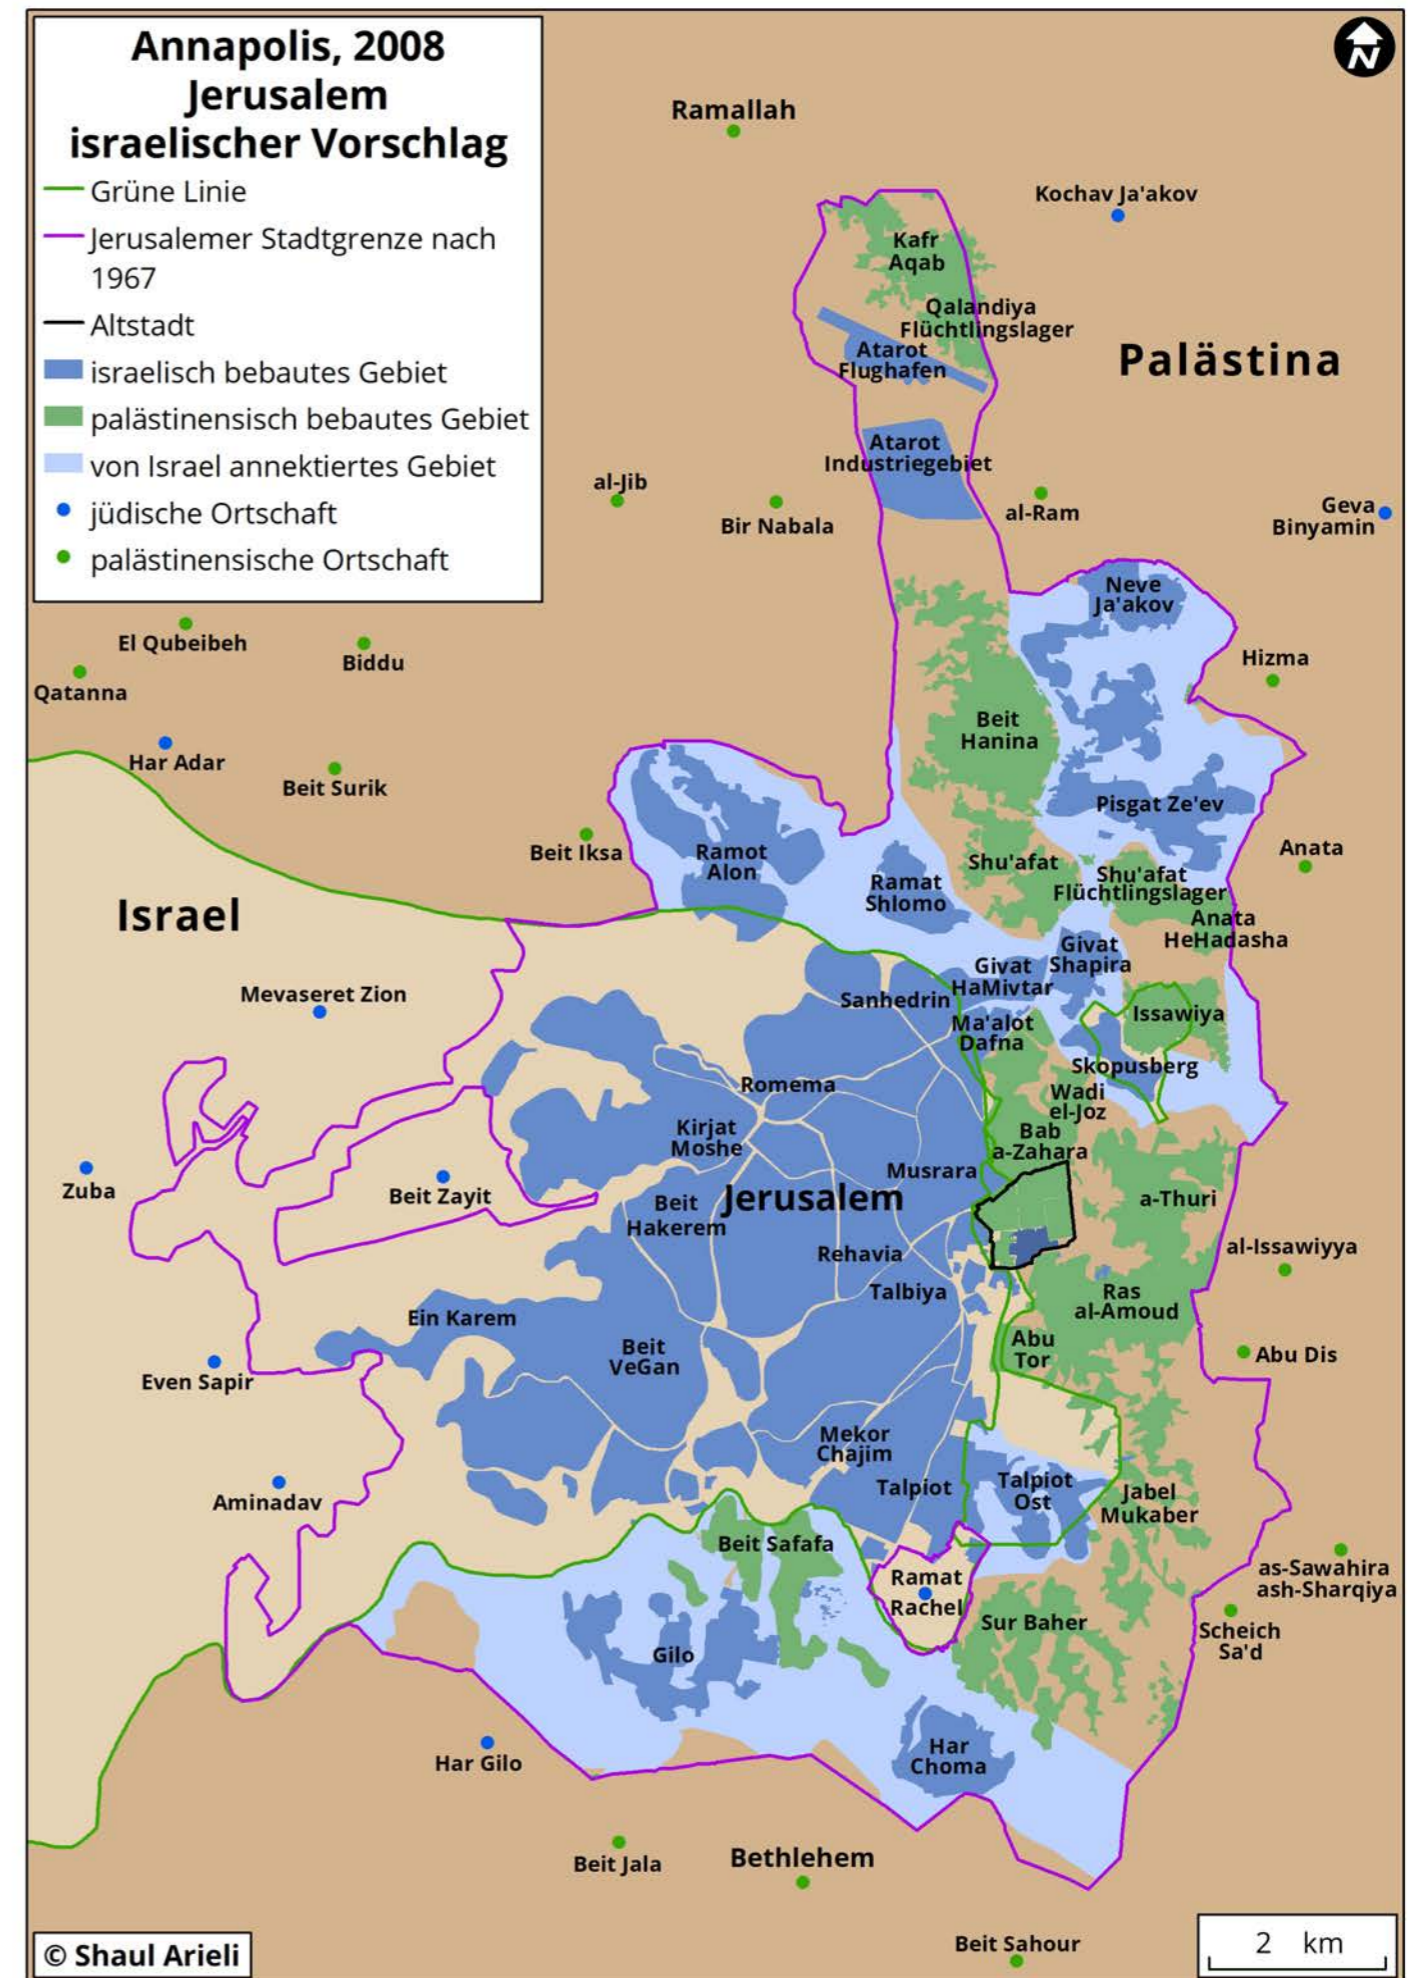 Annapolis, 2008
Jerusalem
israelischer Vorschlag
Grüne Linie
Jerusalemer Stadtgrenze nach
1967
Altstadt
israelisch bebautes Gebiet
palästinensisch bebautes Gebiet
von Israel annektiertes Gebiet
jüdische Ortschaft
palästinensische Ortschaft
N
Ramallah
Kochav Ja'akov
Kafr
Aqab
Qalandiya
Flüchtlingslager
Atarot
Flughafen
Palästina
Atarot
Industriegebiet
al-Jib
Bir Nabala
al-Ram
Geva
Binyamin
Neve
Ja'akov
El Qubeibeh
Biddu
Qatanna
Hizma
Har Adar
Beit Surik
Beit
Hanina
Pisgat Ze'ev
Beit Iksa
Ramot
Alon
Ramat
Shlomo
Shu'afat
Shu'afat
Flüchtlingslager
Anata
Anata
HeHadasha
Israel
Givat
Shapira
Givat
HaMivtar
Mevaseret Zion
Sanhedrin
Ma'alot
Dafna
Issawiya
Skopusberg
Romema
Wadi
el-Joz
Kirjat
Moshe
Bab
a-Zahara
Musrara
Zuba
Beit Zayit
Beit
Hakerem
Jerusalem
a-Thuri
Rehavia
al-Issawiyya
Talbiya
Ras
al-Amoud
Ein Karem
Beit
VeGan
Abu
Tor
Abu Dis
Even Sapir
Mekor
Chajim
Talpiot
Talpiot
Ost
Jabel
Mukaber
Aminadav
Beit Safafa
Ramat
Rachel
as-Sawahira
ash-Sharqiya
Sur Baher
Scheich
Sa'd
Gilo
Har
Choma
Har Gilo
Beit Jala
Bethlehem
Beit Sahour
© Shaul Arieli
2 km